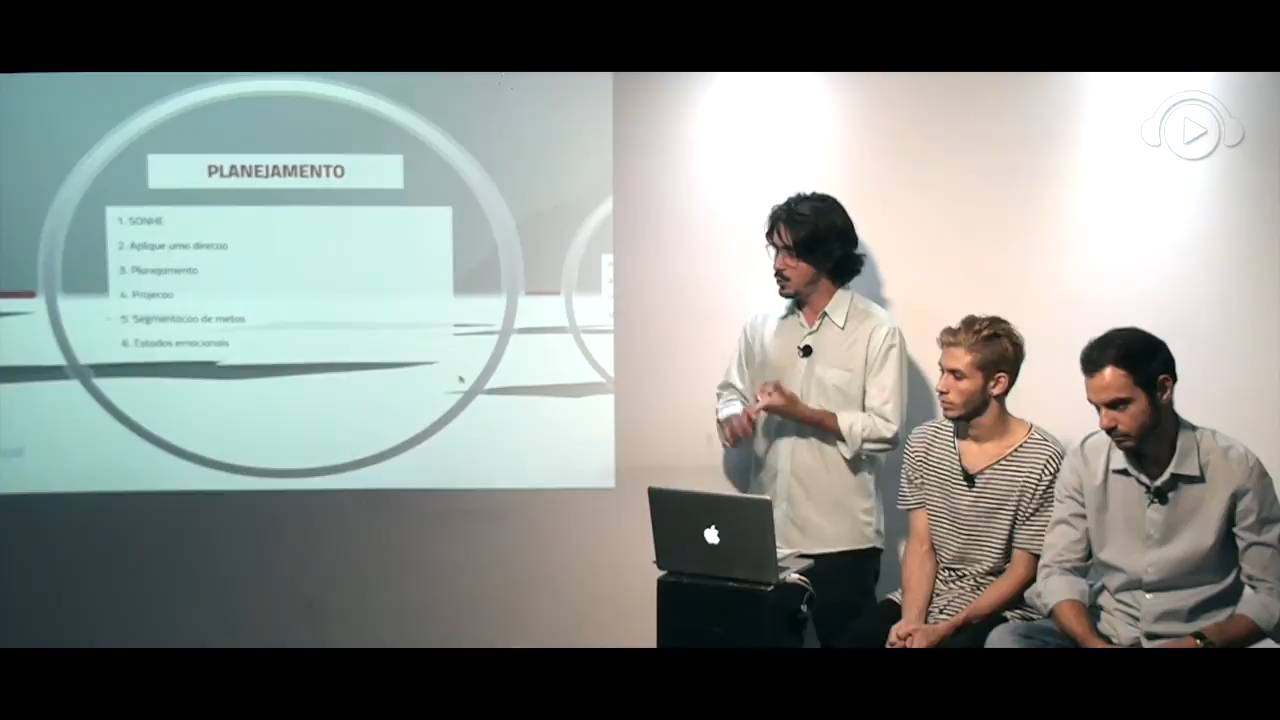 PLANEJAMENTO
1. SONHE
2. Aplique uma direcao
3. Planejamento
4. Projecao
5. Segmentacao de metas
6. Estados emocionais